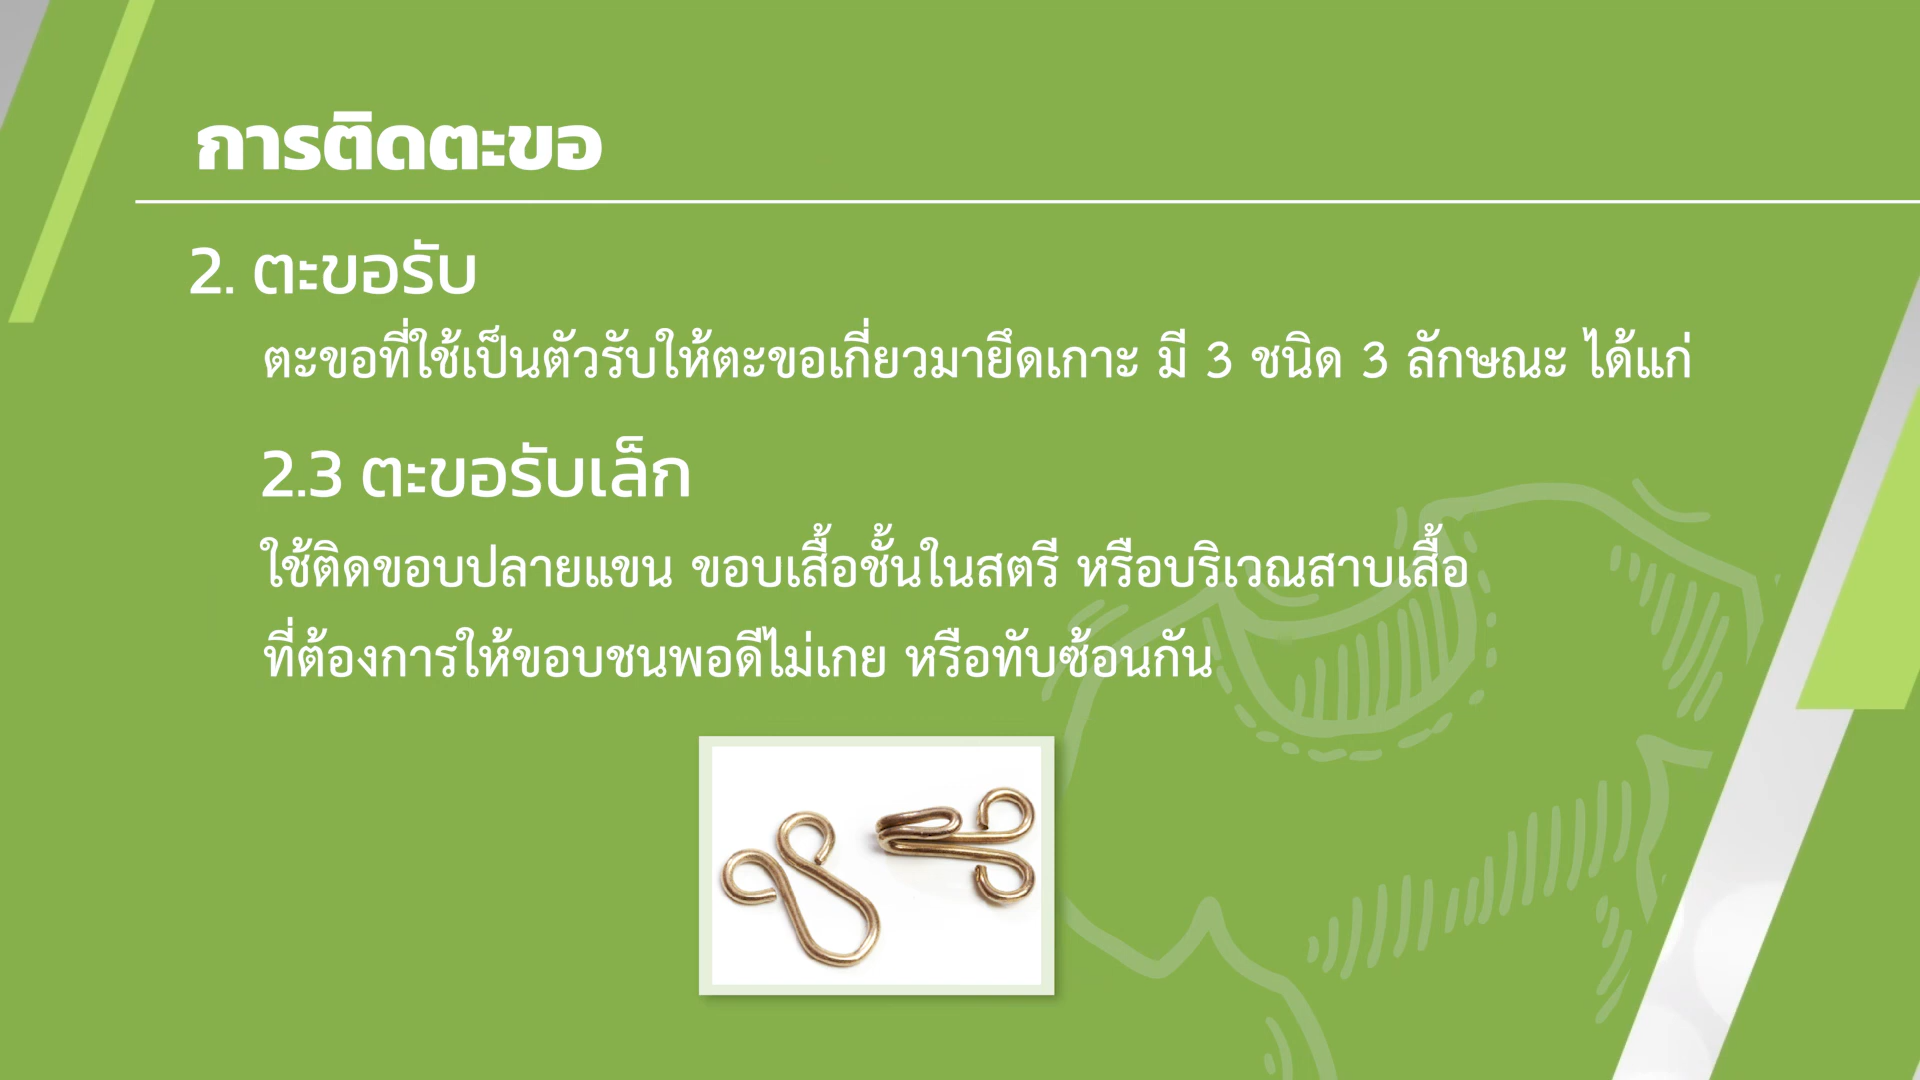 การติดตะขอ
2. ตะขอรับ
ตะขอที่ใช้เป็นตัวรับให้ตะขอเกี่ยวมายึดเกาะ มี 3 ชนิด 3 ลักษณะ ได้แก่
2.3 ตะขอรับเล็ก
ใช้ติดขอบปลายแขน ขอบเสื้อชั้นในสตรี หรือบริเวณสาบเสื้อ
ที่ต้องการให้ขอบชนพอดีไม่เกย หรือทับซ้อนกัน